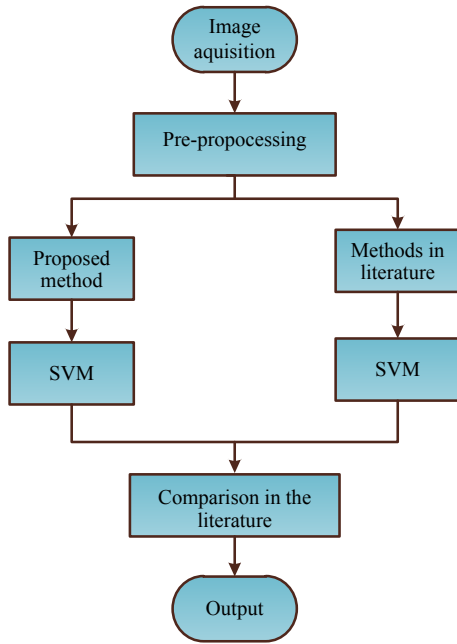 Image
aquisition
Pre-propocessing
Proposed
method
Methods in
literature
SVM
SVM
Comparison in the
literature
Output